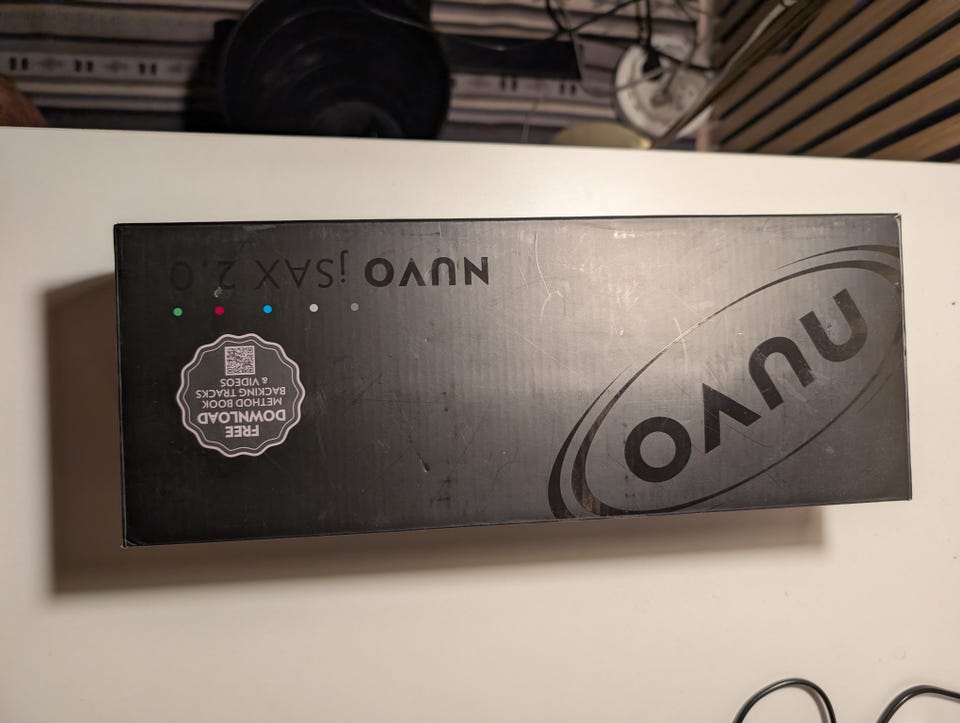 NUVO jSAX 2.0
NUVO
FREE
DOWNLOAD
METHOD BOOK
BACKING TRACKS
& VIDEOS